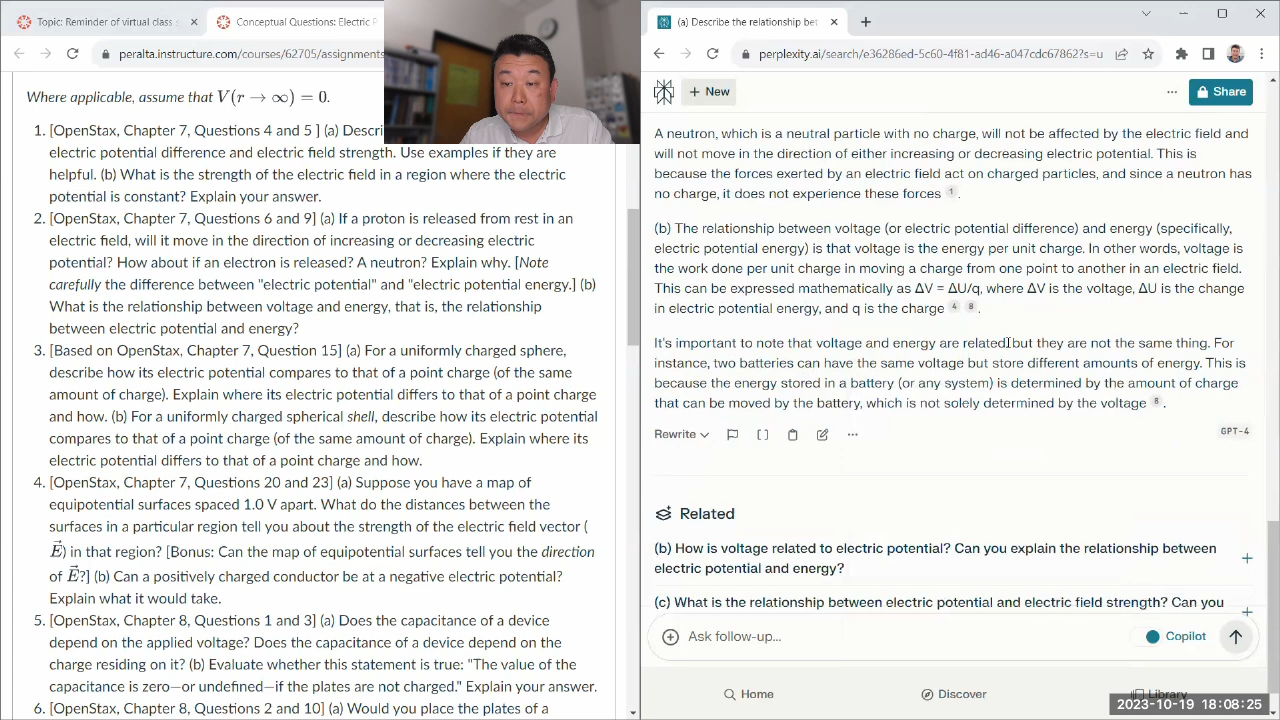 Topic: Reminder of virtual class s
Conceptual Questions: Electric P
peralta.instructure.com/courses/62705/assignments
Where applicable, assume that V(r → ∞) = 0.
1. [OpenStax, Chapter 7, Questions 4 and 5 ] (a) Descri
electric potential difference and electric field strength. Use examples if they are
helpful. (b) What is the strength of the electric field in a region where the electric
potential is constant? Explain your answer.
2. [OpenStax, Chapter 7, Questions 6 and 9] (a) If a proton is released from rest in an
electric field, will it move in the direction of increasing or decreasing electric
potential? How about if an electron is released? A neutron? Explain why. [Note
carefully the difference between "electric potential" and "electric potential energy.] (b)
What is the relationship between voltage and energy, that is, the relationship
between electric potential and energy?
3. [Based on OpenStax, Chapter 7, Question 15] (a) For a uniformly charged sphere,
describe how its electric potential compares to that of a point charge (of the same
amount of charge). Explain where its electric potential differs to that of a point charge
and how. (b) For a uniformly charged spherical shell, describe how its electric potential
compares to that of a point charge (of the same amount of charge). Explain where its
electric potential differs to that of a point charge and how.
4. [OpenStax, Chapter 7, Questions 20 and 23] (a) Suppose you have a map of
equipotential surfaces spaced 1.0 V apart. What do the distances between the
surfaces in a particular region tell you about the strength of the electric field vector (
E⃗) in that region? [Bonus: Can the map of equipotential surfaces tell you the direction
of E⃗?] (b) Can a positively charged conductor be at a negative electric potential?
Explain what it would take.
5. [OpenStax, Chapter 8, Questions 1 and 3] (a) Does the capacitance of a device
depend on the applied voltage? Does the capacitance of a device depend on the
charge residing on it? (b) Evaluate whether this statement is true: "The value of the
capacitance is zero—or undefined—if the plates are not charged." Explain your answer.
6. [OpenStax, Chapter 8, Questions 2 and 10] (a) Would you place the plates of a
(a) Describe the relationship bet
perplexity.ai/search/e36286ed-5c60-4f81-ad46-a047cdc67862?s=u
New
Share
A neutron, which is a neutral particle with no charge, will not be affected by the electric field and
will not move in the direction of either increasing or decreasing electric potential. This is
because the forces exerted by an electric field act on charged particles, and since a neutron has
no charge, it does not experience these forces 1 .
(b) The relationship between voltage (or electric potential difference) and energy (specifically,
electric potential energy) is that voltage is the energy per unit charge. In other words, voltage is
the work done per unit charge in moving a charge from one point to another in an electric field.
This can be expressed mathematically as ΔV = ΔU/q, where ΔV is the voltage, ΔU is the change
in electric potential energy, and q is the charge 4 8 .
It's important to note that voltage and energy are related but they are not the same thing. For
instance, two batteries can have the same voltage but store different amounts of energy. This is
because the energy stored in a battery (or any system) is determined by the amount of charge
that can be moved by the battery, which is not solely determined by the voltage 8 .
Rewrite
GPT-4
Related
(b) How is voltage related to electric potential? Can you explain the relationship between
electric potential and energy?
(c) What is the relationship between electric potential and electric field strength? Can you
Ask follow-up...
Copilot
Home
Discover
Library
2023-10-19 18:08:25